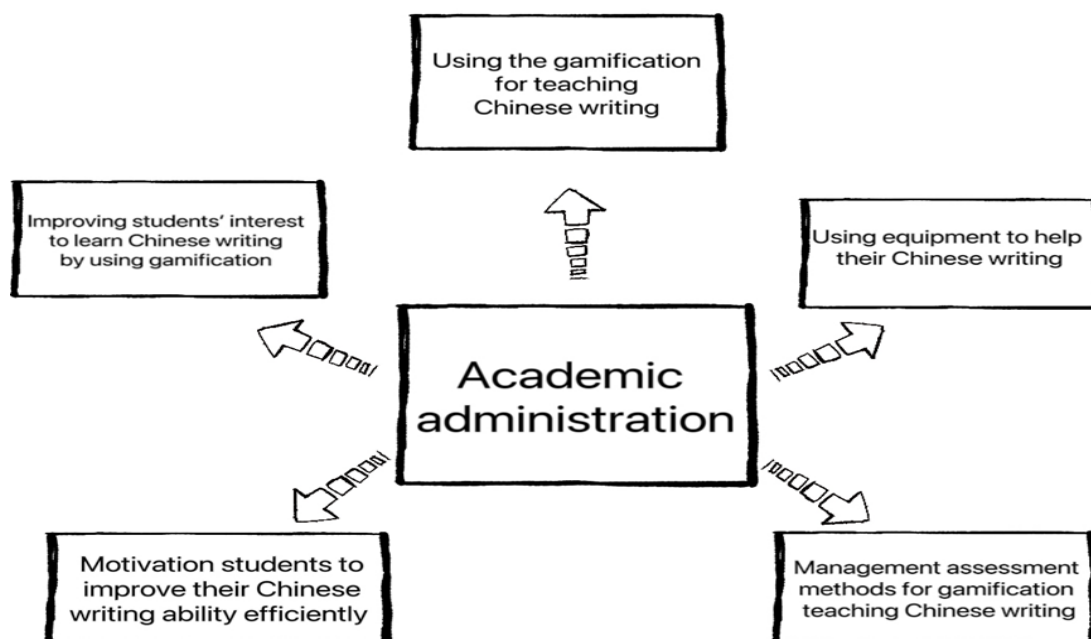 Using the gamification
for teaching
Chinese writing
Improving students' interest
to learn Chinese writing
by using gamification
Using equipment to help
their Chinese writing
Academic
administration
Motivation students to
improve their Chinese
writing ability efficiently
Management assessment
methods for gamification
teaching Chinese writing